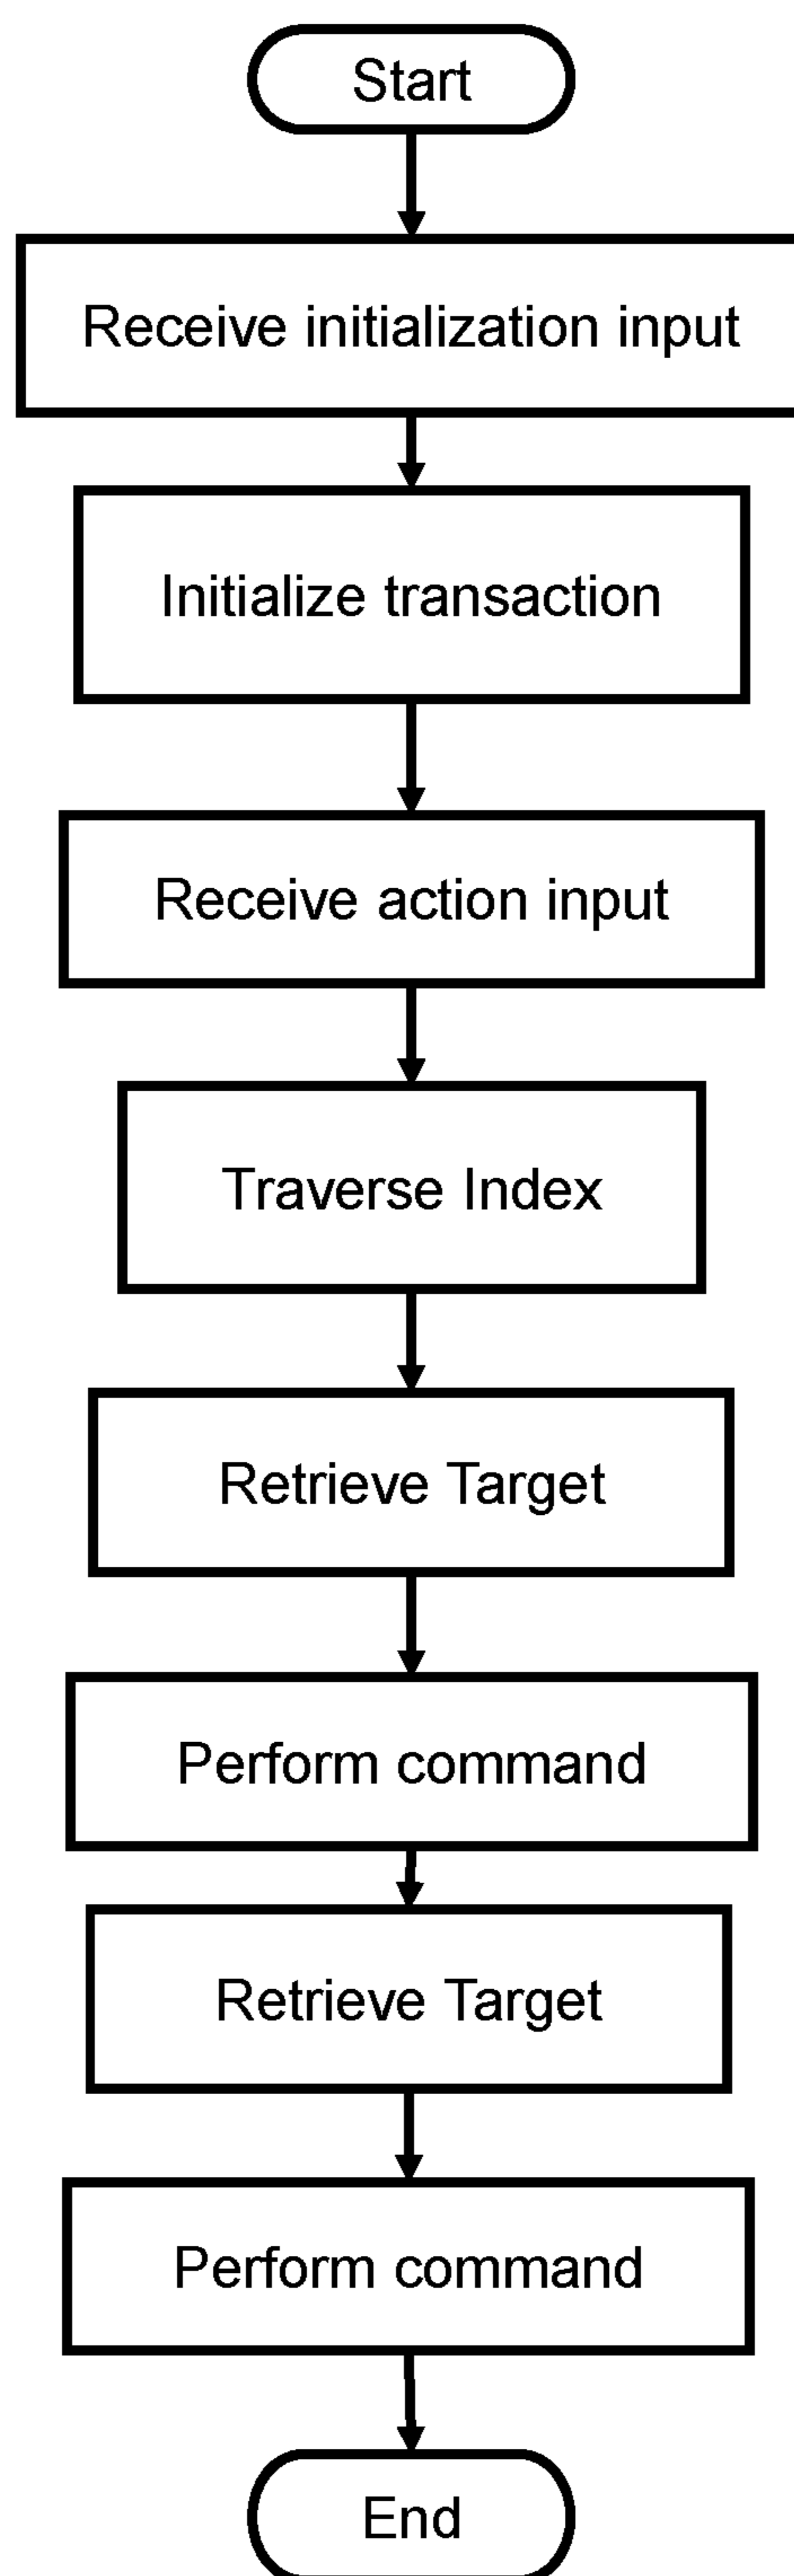 Start
Receive initialization input
Initialize transaction
Receive action input
Traverse Index
Retrieve Target
Perform command
Retrieve Target
Perform command
End